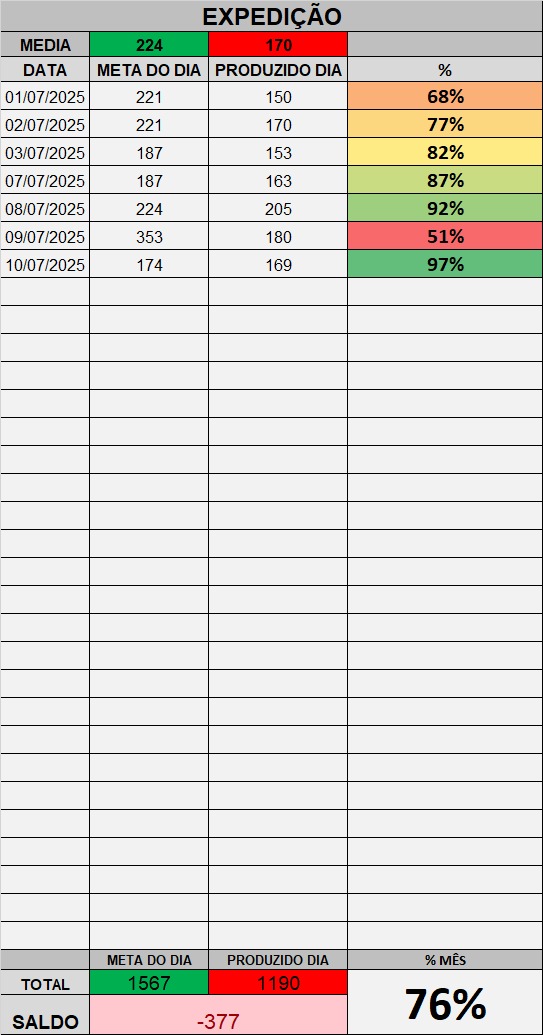 EXPEDIÇÃO
MEDIA 224 170
DATA META DO DIA PRODUZIDO DIA %
01/07/2025 221 150 68%
02/07/2025 221 170 77%
03/07/2025 187 153 82%
07/07/2025 187 163 87%
08/07/2025 224 205 92%
09/07/2025 353 180 51%
10/07/2025 174 169 97%
META DO DIA PRODUZIDO DIA % MÊS
TOTAL 1567 1190 76%
SALDO -377